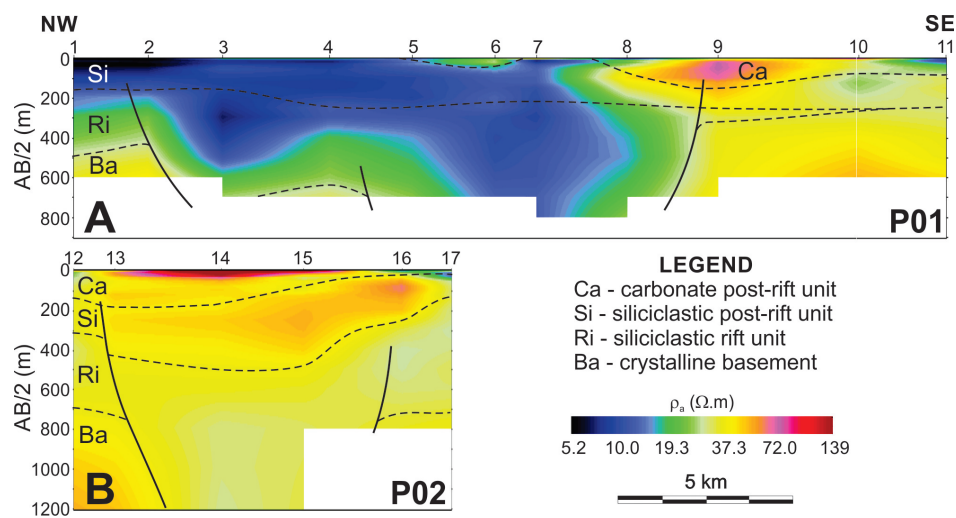 NW SE
1 2 3 4 5 6 7 8 9 10 11
0
200
400
600
800
AB/2 (m)
Si
Ri
Ba
Ca
A
P01
12 13 14 15 16 17
0
200
400
600
800
1000
1200
AB/2 (m)
Ca
Si
Ri
Ba
B
P02
LEGEND
Ca - carbonate post-rift unit
Si - siliciclastic post-rift unit
Ri - siliciclastic rift unit
Ba - crystalline basement
ρa (Ω.m)
5.2 10.0 19.3 37.3 72.0 139
5 km